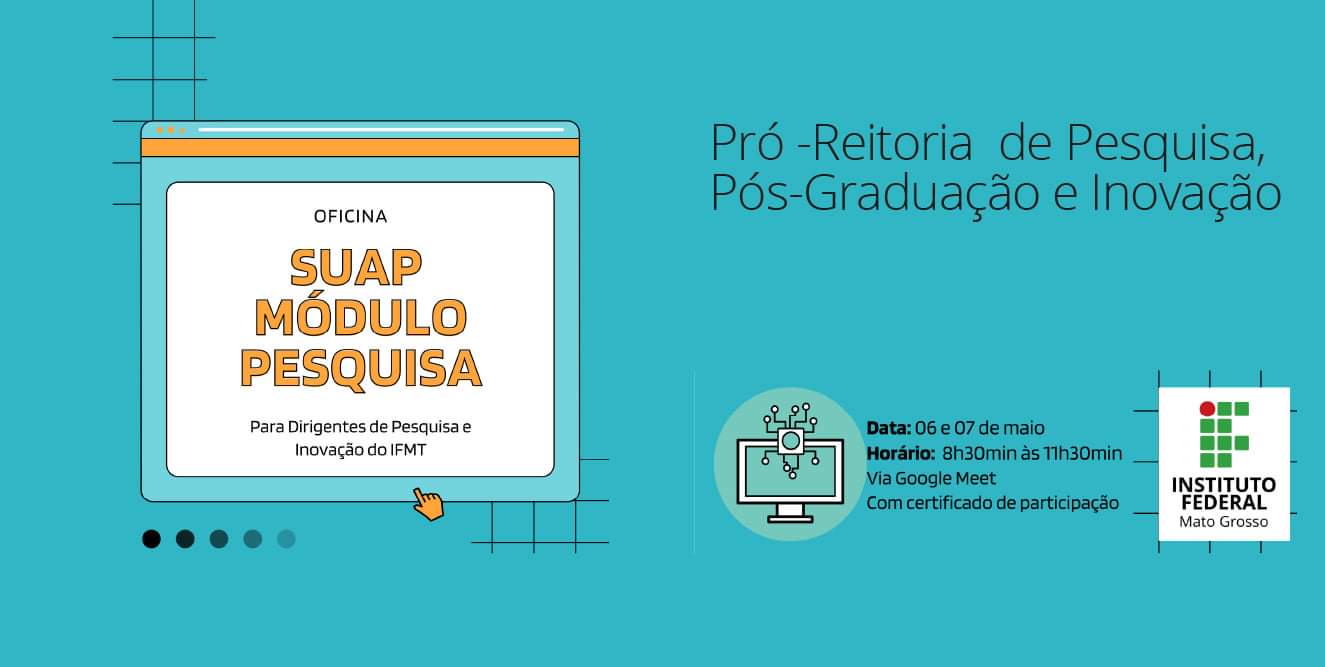 OFICINA
SUAP
MÓDULO
PESQUISA
Para Dirigentes de Pesquisa e
Inovação do IFMT
Pró -Reitoria de Pesquisa,
Pós-Graduação e Inovação
Data: 06 e 07 de maio
Horário: 8h30min às 11h30min
Via Google Meet
Com certificado de participação
INSTITUTO
FEDERAL
Mato Grosso